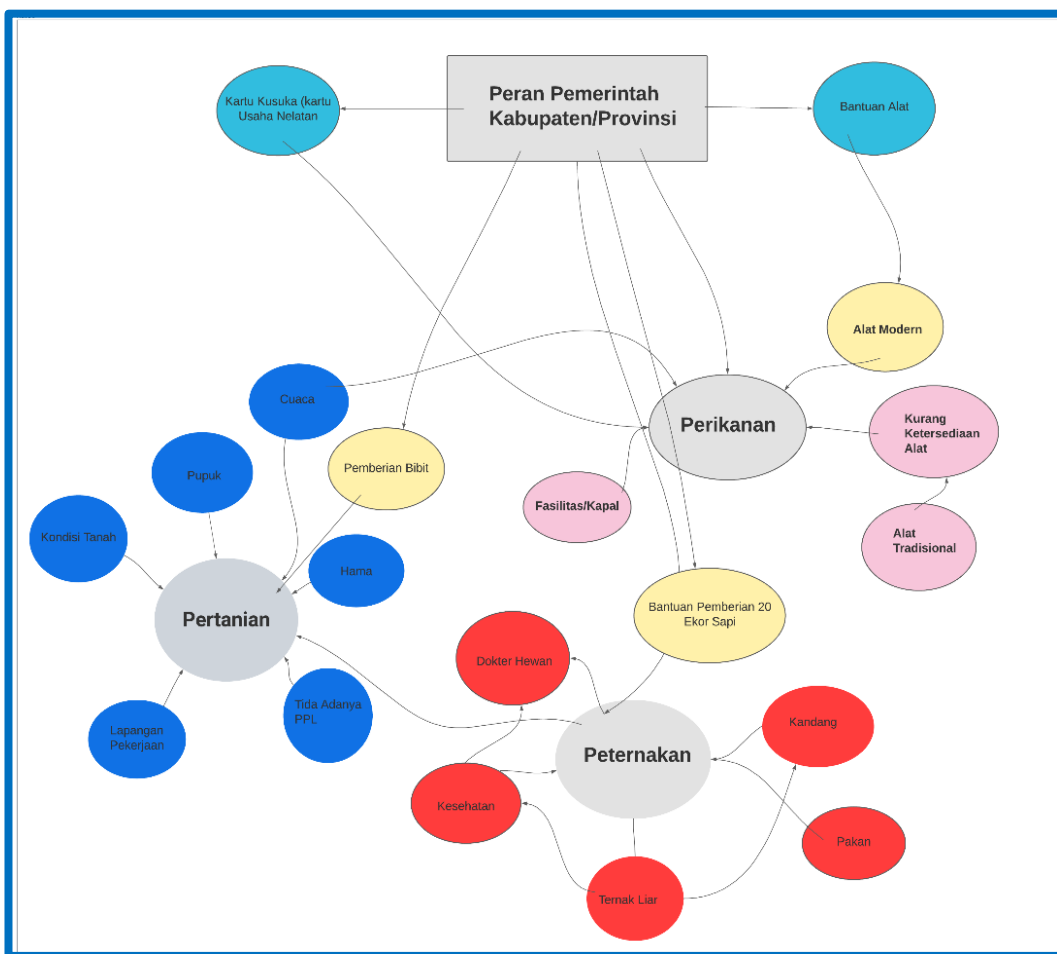 Peran Pemerintah
Kabupaten/Provinsi
Kartu Kusuka (kartu
Usaha Nelatan
Bantuan Alat
Alat Modern
Cuaca
Perikanan
Kurang
Ketersediaan
Alat
Pemberian Bibit
Pupuk
Fasilitas/Kapal
Kondisi Tanah
Alat
Tradisional
Hama
Pertanian
Bantuan Pemberian 20
Ekor Sapi
Dokter Hewan
Tida Adanya
PPL
Lapangan
Pekerjaan
Kandang
Peternakan
Kesehatan
Pakan
Ternak Liar